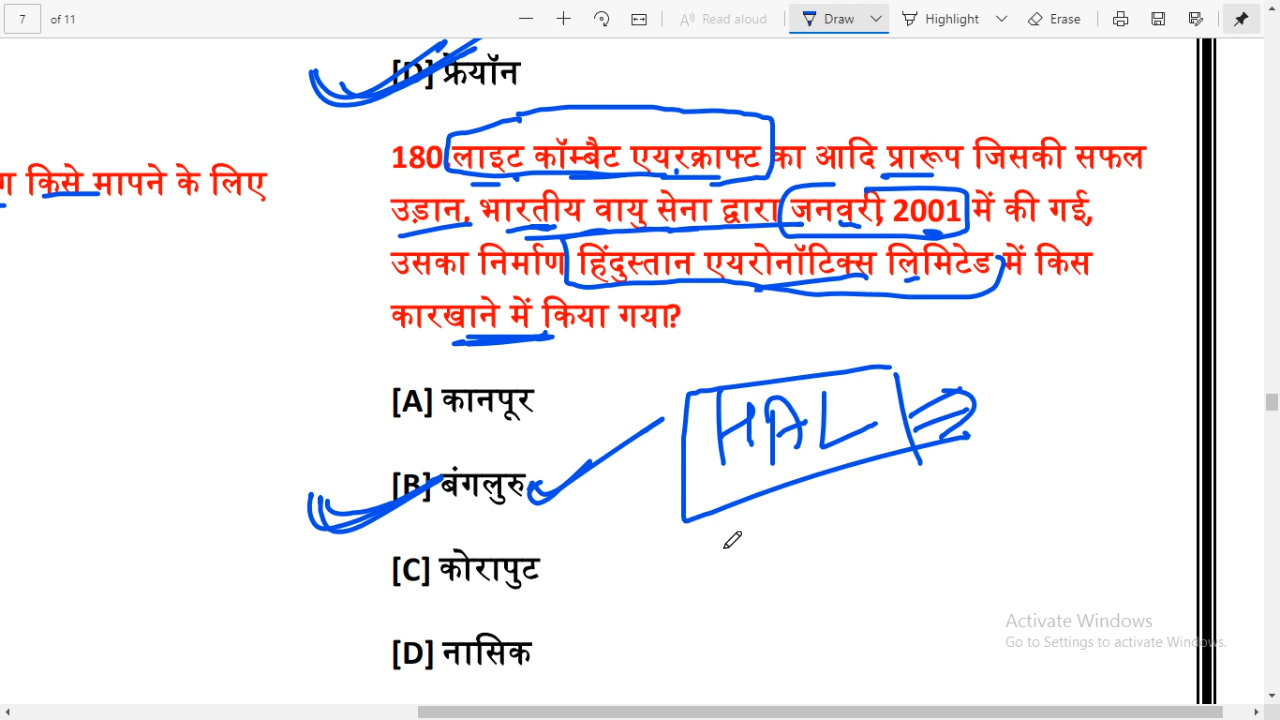 7 of 11 Read aloud Draw Highlight Erase
[D] फ्रेयॉन
180 लाइट कॉम्बैट एयरक्राफ्ट का आदि प्रारूप जिसकी सफल
ग किसे मापने के लिए
उड़ान, भारतीय वायु सेना द्वारा जनवरी, 2001 में की गई,
उसका निर्माण हिंदुस्तान एयरोनॉटिक्स लिमिटेड में किस
कारखाने में किया गया?
[A] कानपूर
HAL
[B] बंगलुरु
[C] कोरापुट
Activate Windows
Go to Settings to activate Windows.
[D] नासिक